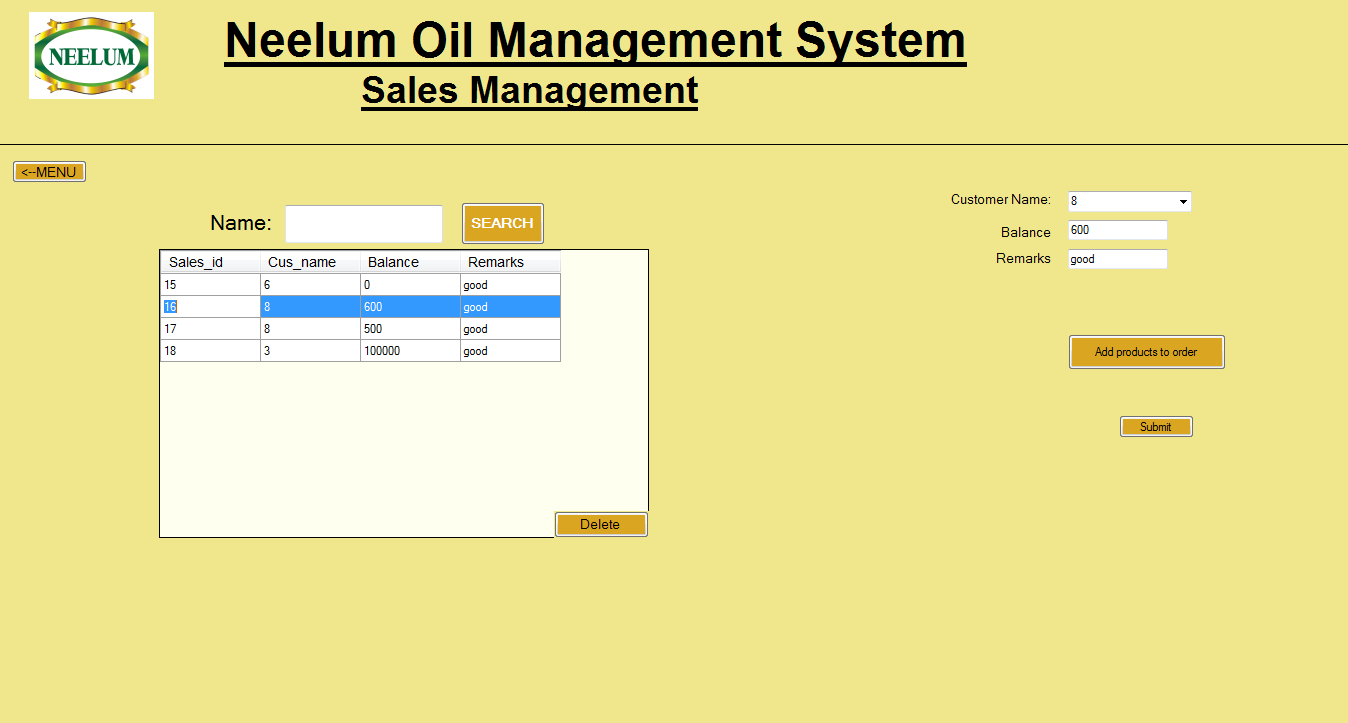 NEELUM
Neelum Oil Management System
Sales Management
<--MENU
Name:
SEARCH
Sales_id Cus_name Balance Remarks
15 6 0 good
16 8 600 good
17 8 500 good
18 3 100000 good
Delete
Customer Name: 8
Balance 600
Remarks good
Add products to order
Submit